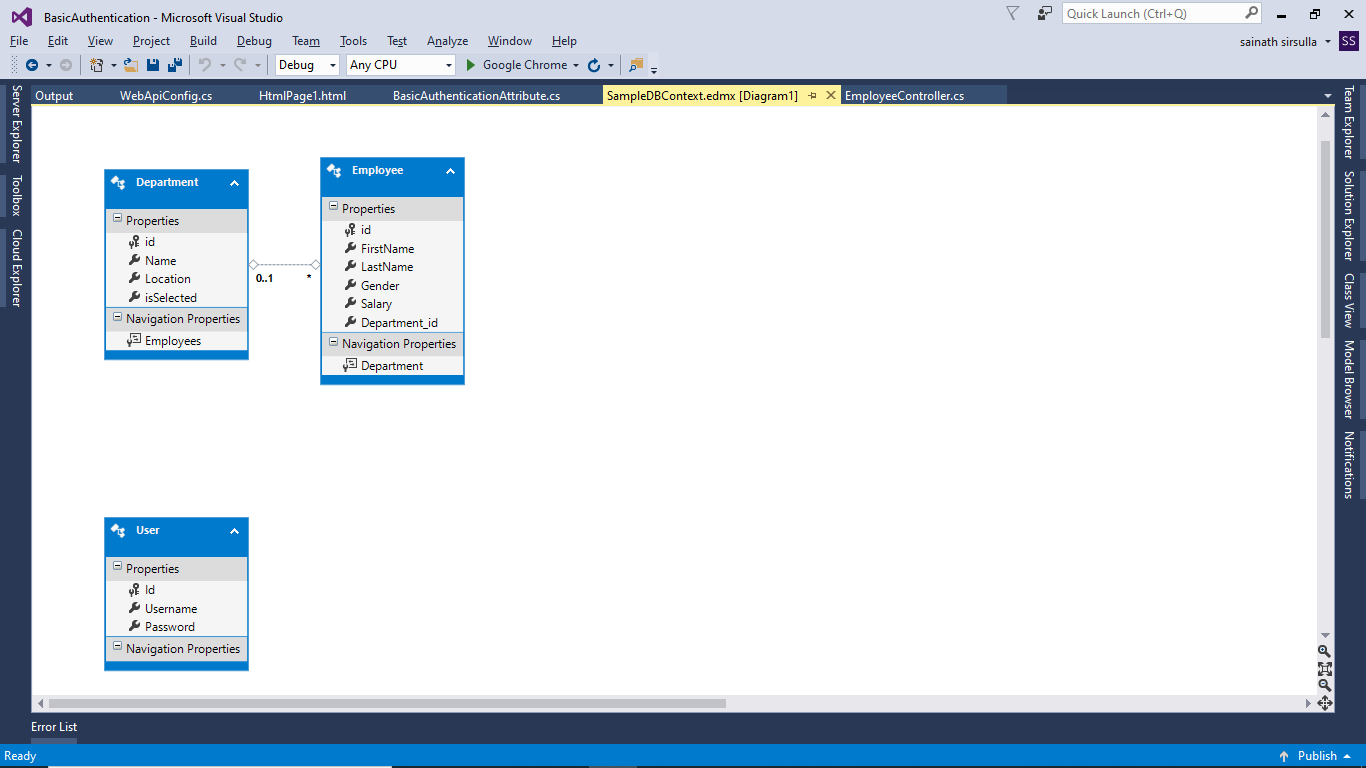 BasicAuthentication - Microsoft Visual Studio
Quick Launch (Ctrl+Q)
File Edit View Project Build Debug Team Tools Test Analyze Window Help
sainath sirsulla SS
Debug Any CPU Google Chrome
Output WebApiConfig.cs HtmlPage1.html BasicAuthenticationAttribute.cs SampleDBContext.edmx [Diagram1] EmployeeController.cs
Server Explorer
Toolbox
Cloud Explorer
Department
Properties
id
Name
Location
isSelected
Navigation Properties
Employees
0..1 *
Employee
Properties
id
FirstName
LastName
Gender
Salary
Department_id
Navigation Properties
Department
User
Properties
Id
Username
Password
Navigation Properties
Team Explorer
Solution Explorer
Class View
Model Browser
Notifications
Error List
Ready
Publish